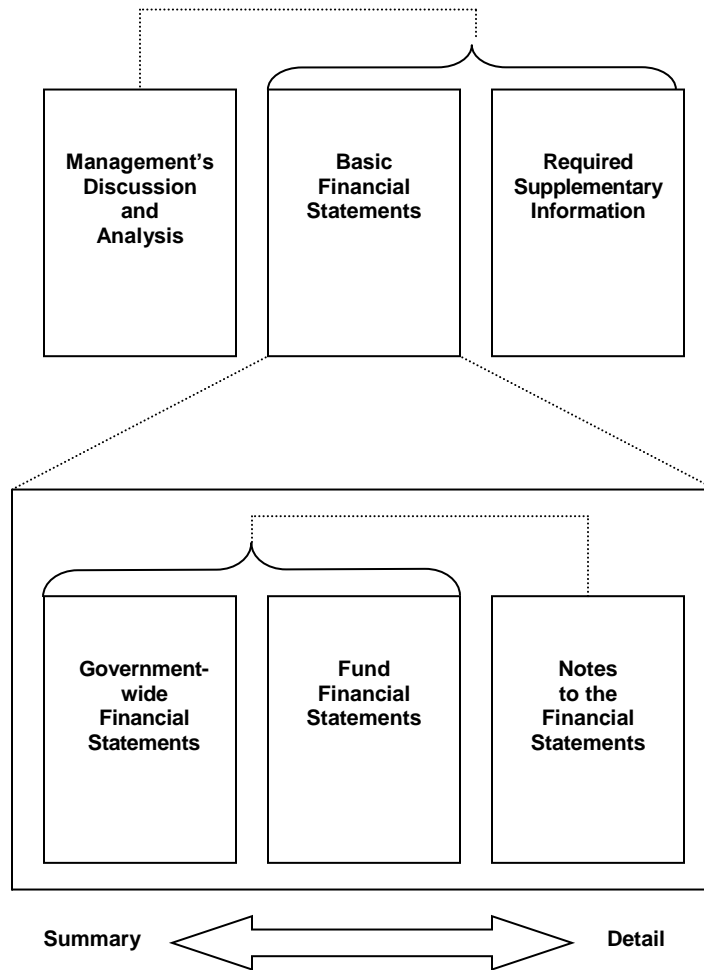 Management’s
Discussion
and
Analysis
Basic
Financial
Statements
Required
Supplementary
Information
Government-
wide
Financial
Statements
Fund
Financial
Statements
Notes
to the
Financial
Statements
Summary
Detail